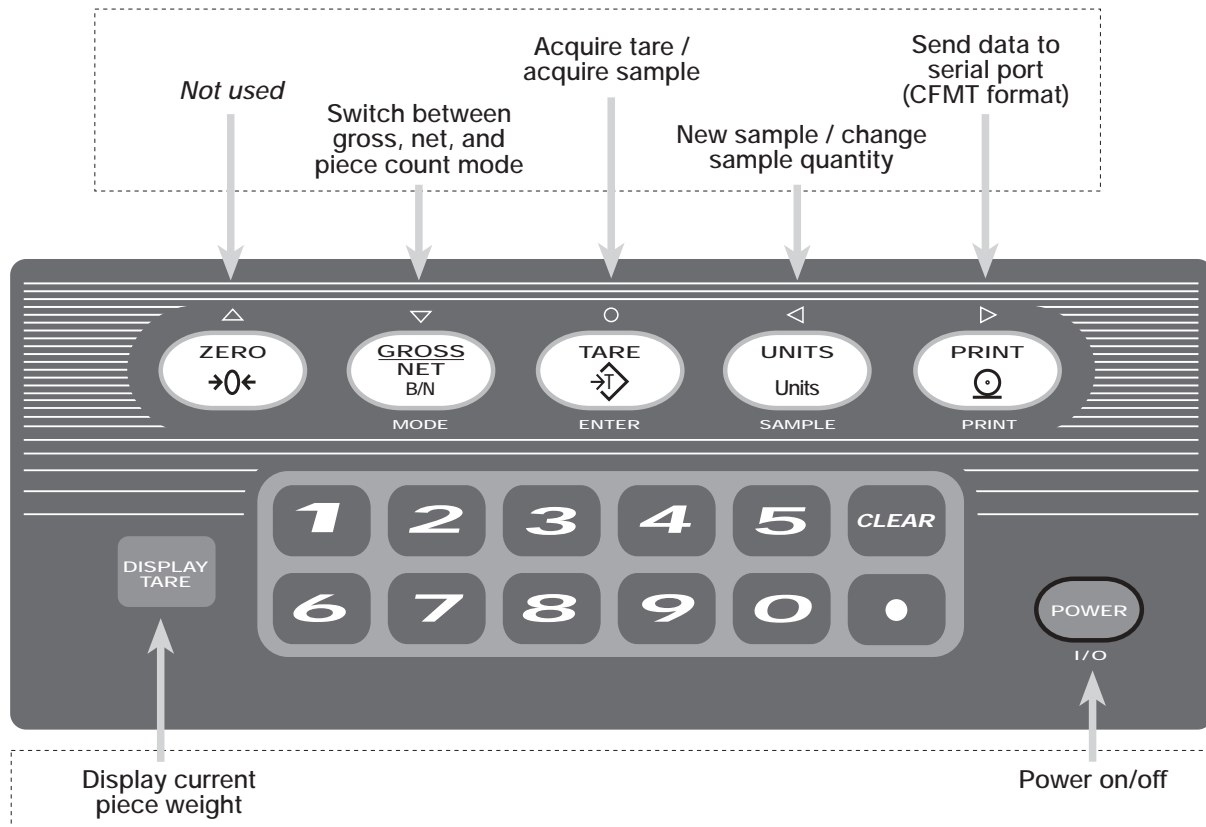 Not used
Switch between
gross, net, and
piece count mode
Acquire tare /
acquire sample
New sample / change
sample quantity
Send data to
serial port
(CFMT format)
ZERO
→0←
GROSS
NET
B/N
MODE
TARE
T
ENTER
UNITS
Units
SAMPLE
PRINT
PRINT
1 2 3 4 5 CLEAR
6 7 8 9 0 •
DISPLAY
TARE
POWER
I/O
Display current
piece weight
Power on/off